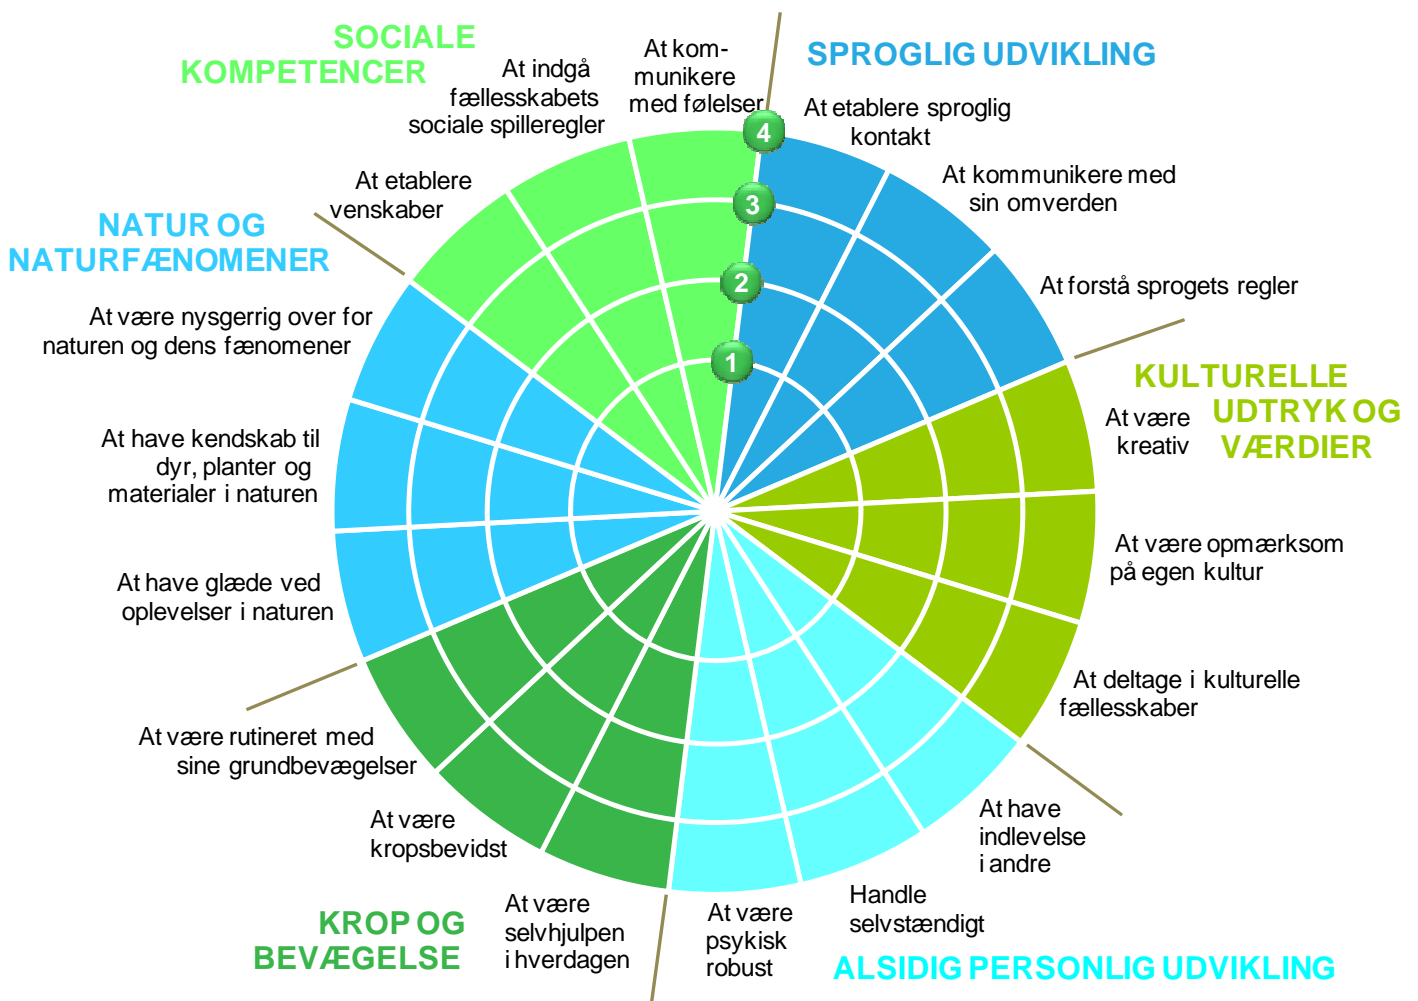 SOCIALE
KOMPETENCER
At indgå
fællesskabets
sociale spilleregler
At kom-
munikere
med følelser
At etablere
venskaber
SPROGLIG UDVIKLING
At etablere sproglig
kontakt
At kommunikere med
sin omverden
At forstå sprogets regler
KULTURELLE
UDTRYK OG
VÆRDIER
At være
kreativ
At være opmærksom
på egen kultur
At deltage i kulturelle
fællesskaber
At have
indlevelse
i andre
Handle
selvstændigt
At være
psykisk
robust
ALSIDIG PERSONLIG UDVIKLING
At være
selvhjulpen
i hverdagen
KROP OG
BEVÆGELSE
At være
kropsbevidst
At være rutineret med
sine grundbevægelser
At have glæde ved
oplevelser i naturen
At have kendskab til
dyr, planter og
materialer i naturen
At være nysgerrig over for
naturen og dens fænomener
NATUR OG
NATURFÆNOMENER
4
3
2
1